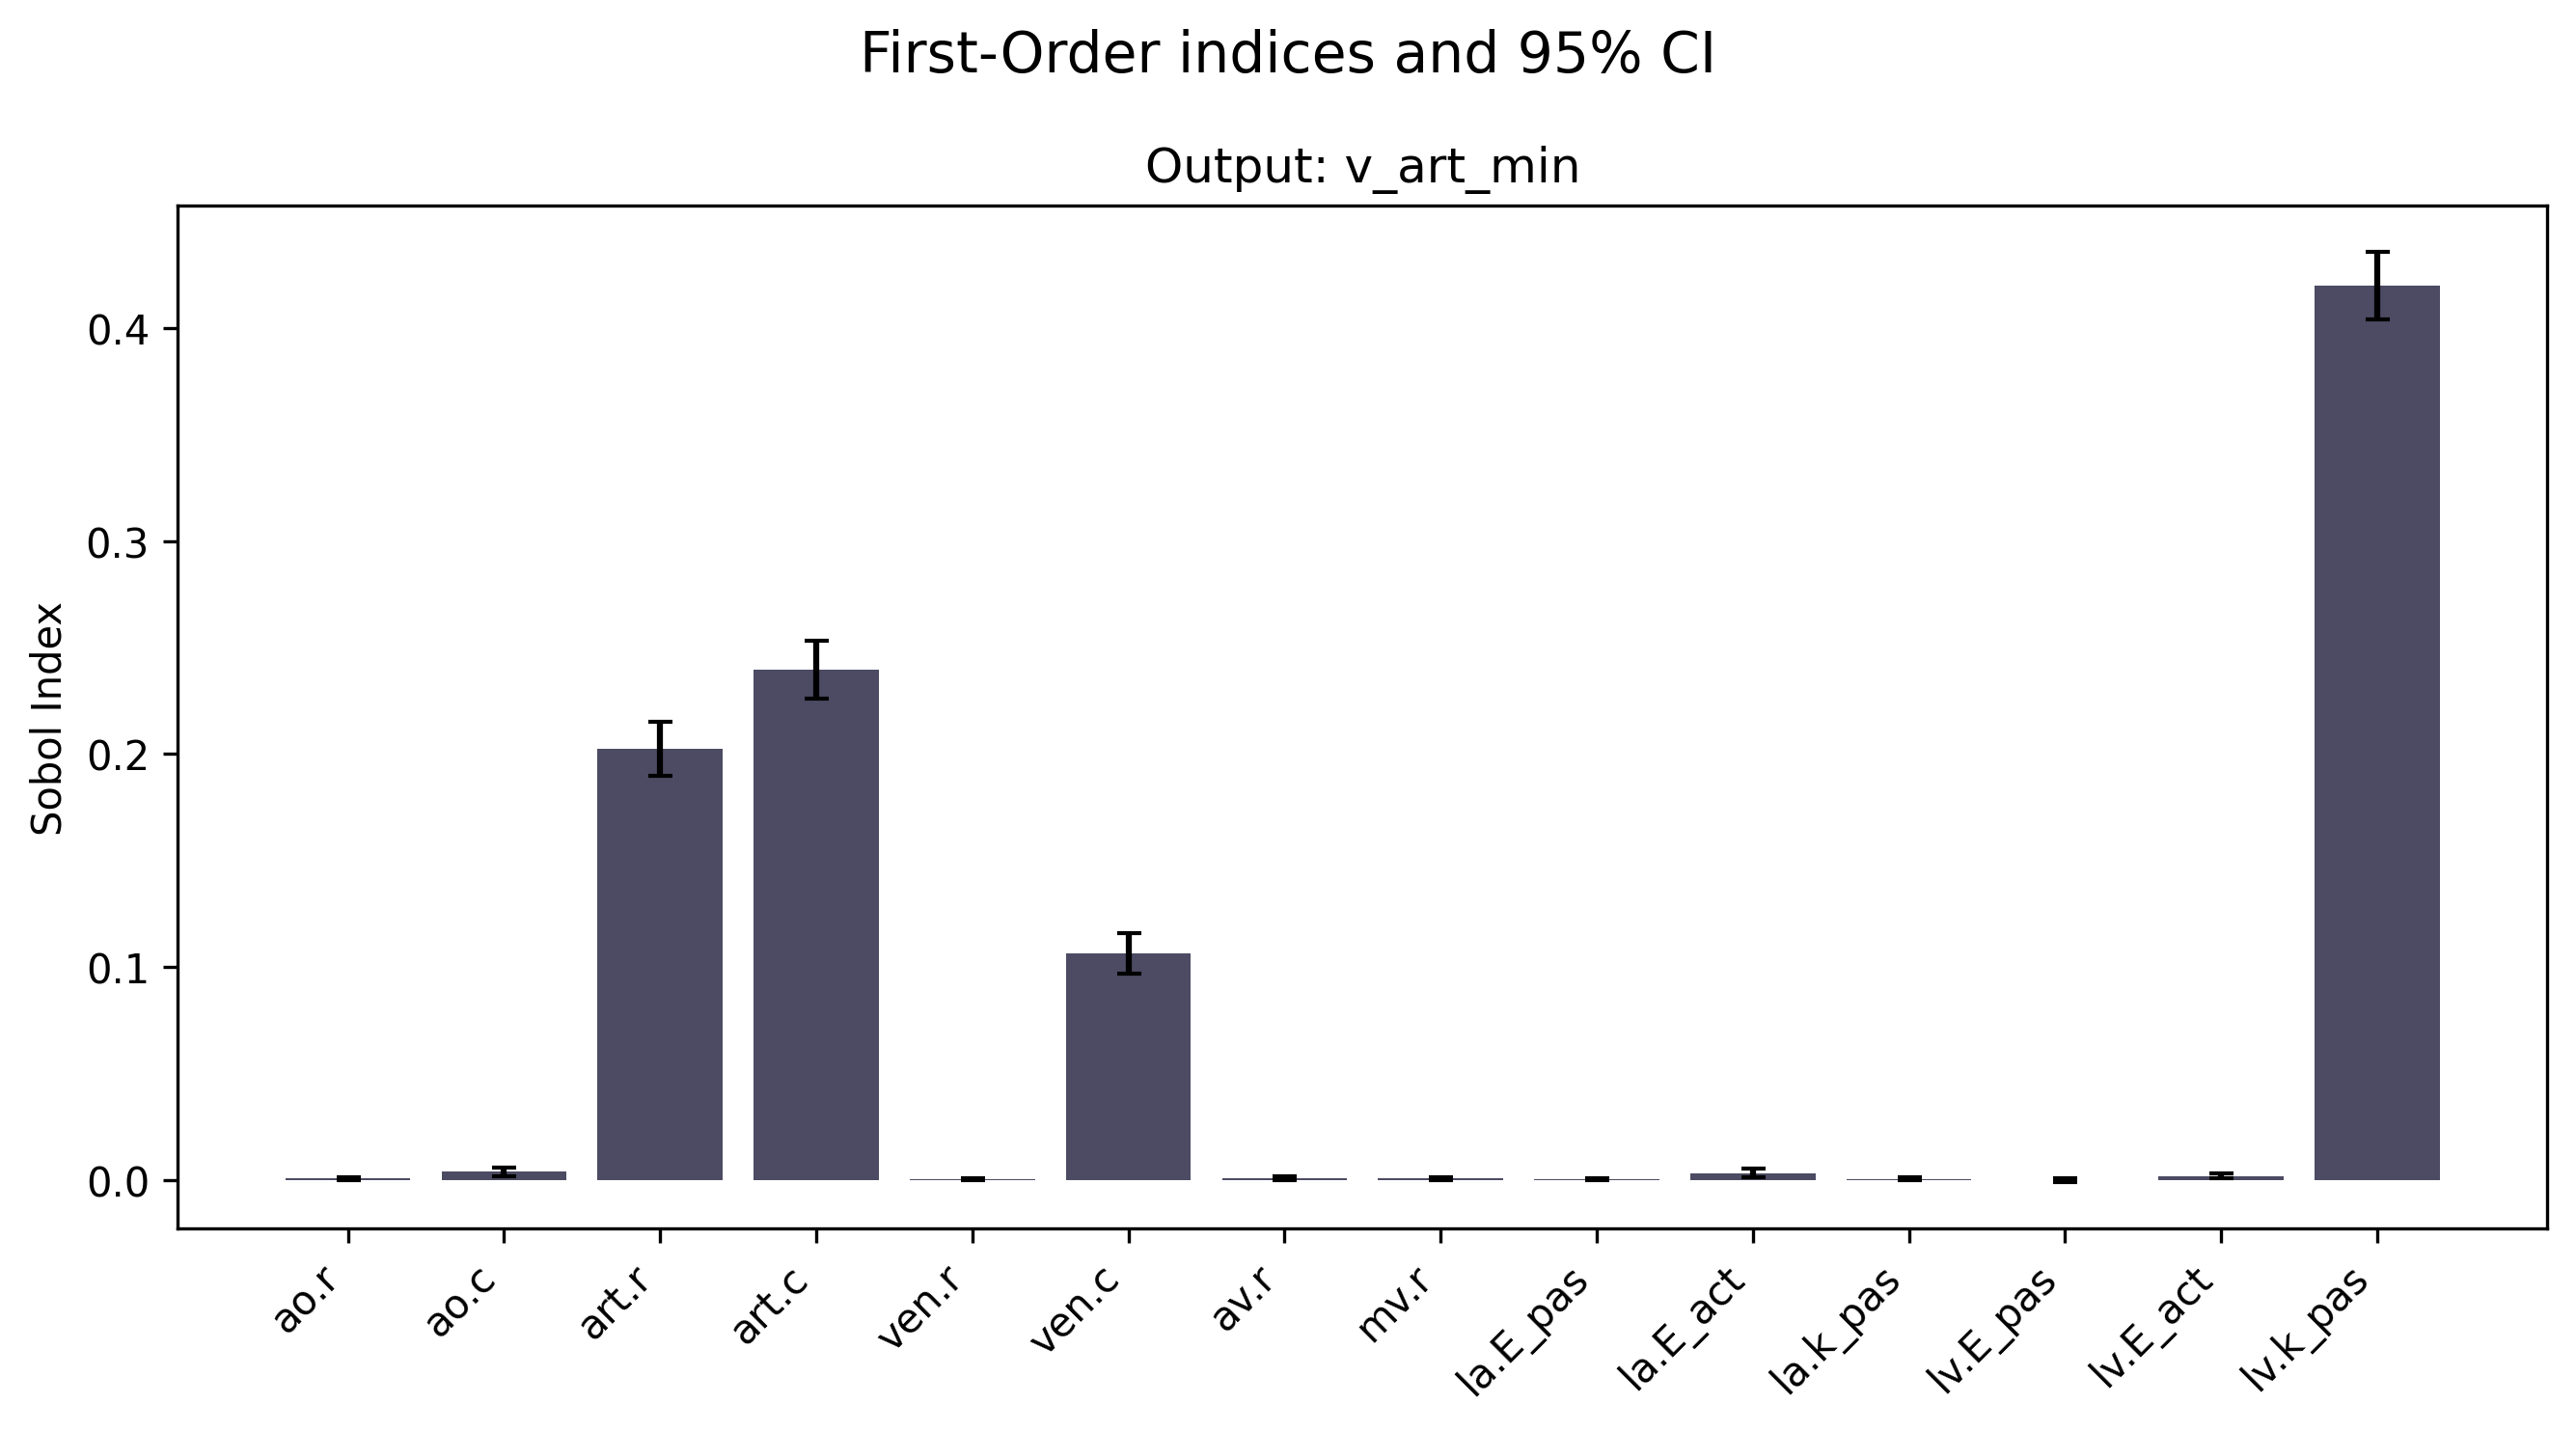 First-Order indices and 95% CI
Output: v_art_min
Sobol Index
0.4
0.3
0.2
0.1
0.0
ao.r
ao.c
art.r
art.c
ven.r
ven.c
av.r
mv.r
la.E_pas
la.E_act
la.k_pas
lv.E_pas
lv.E_act
lv.k_pas